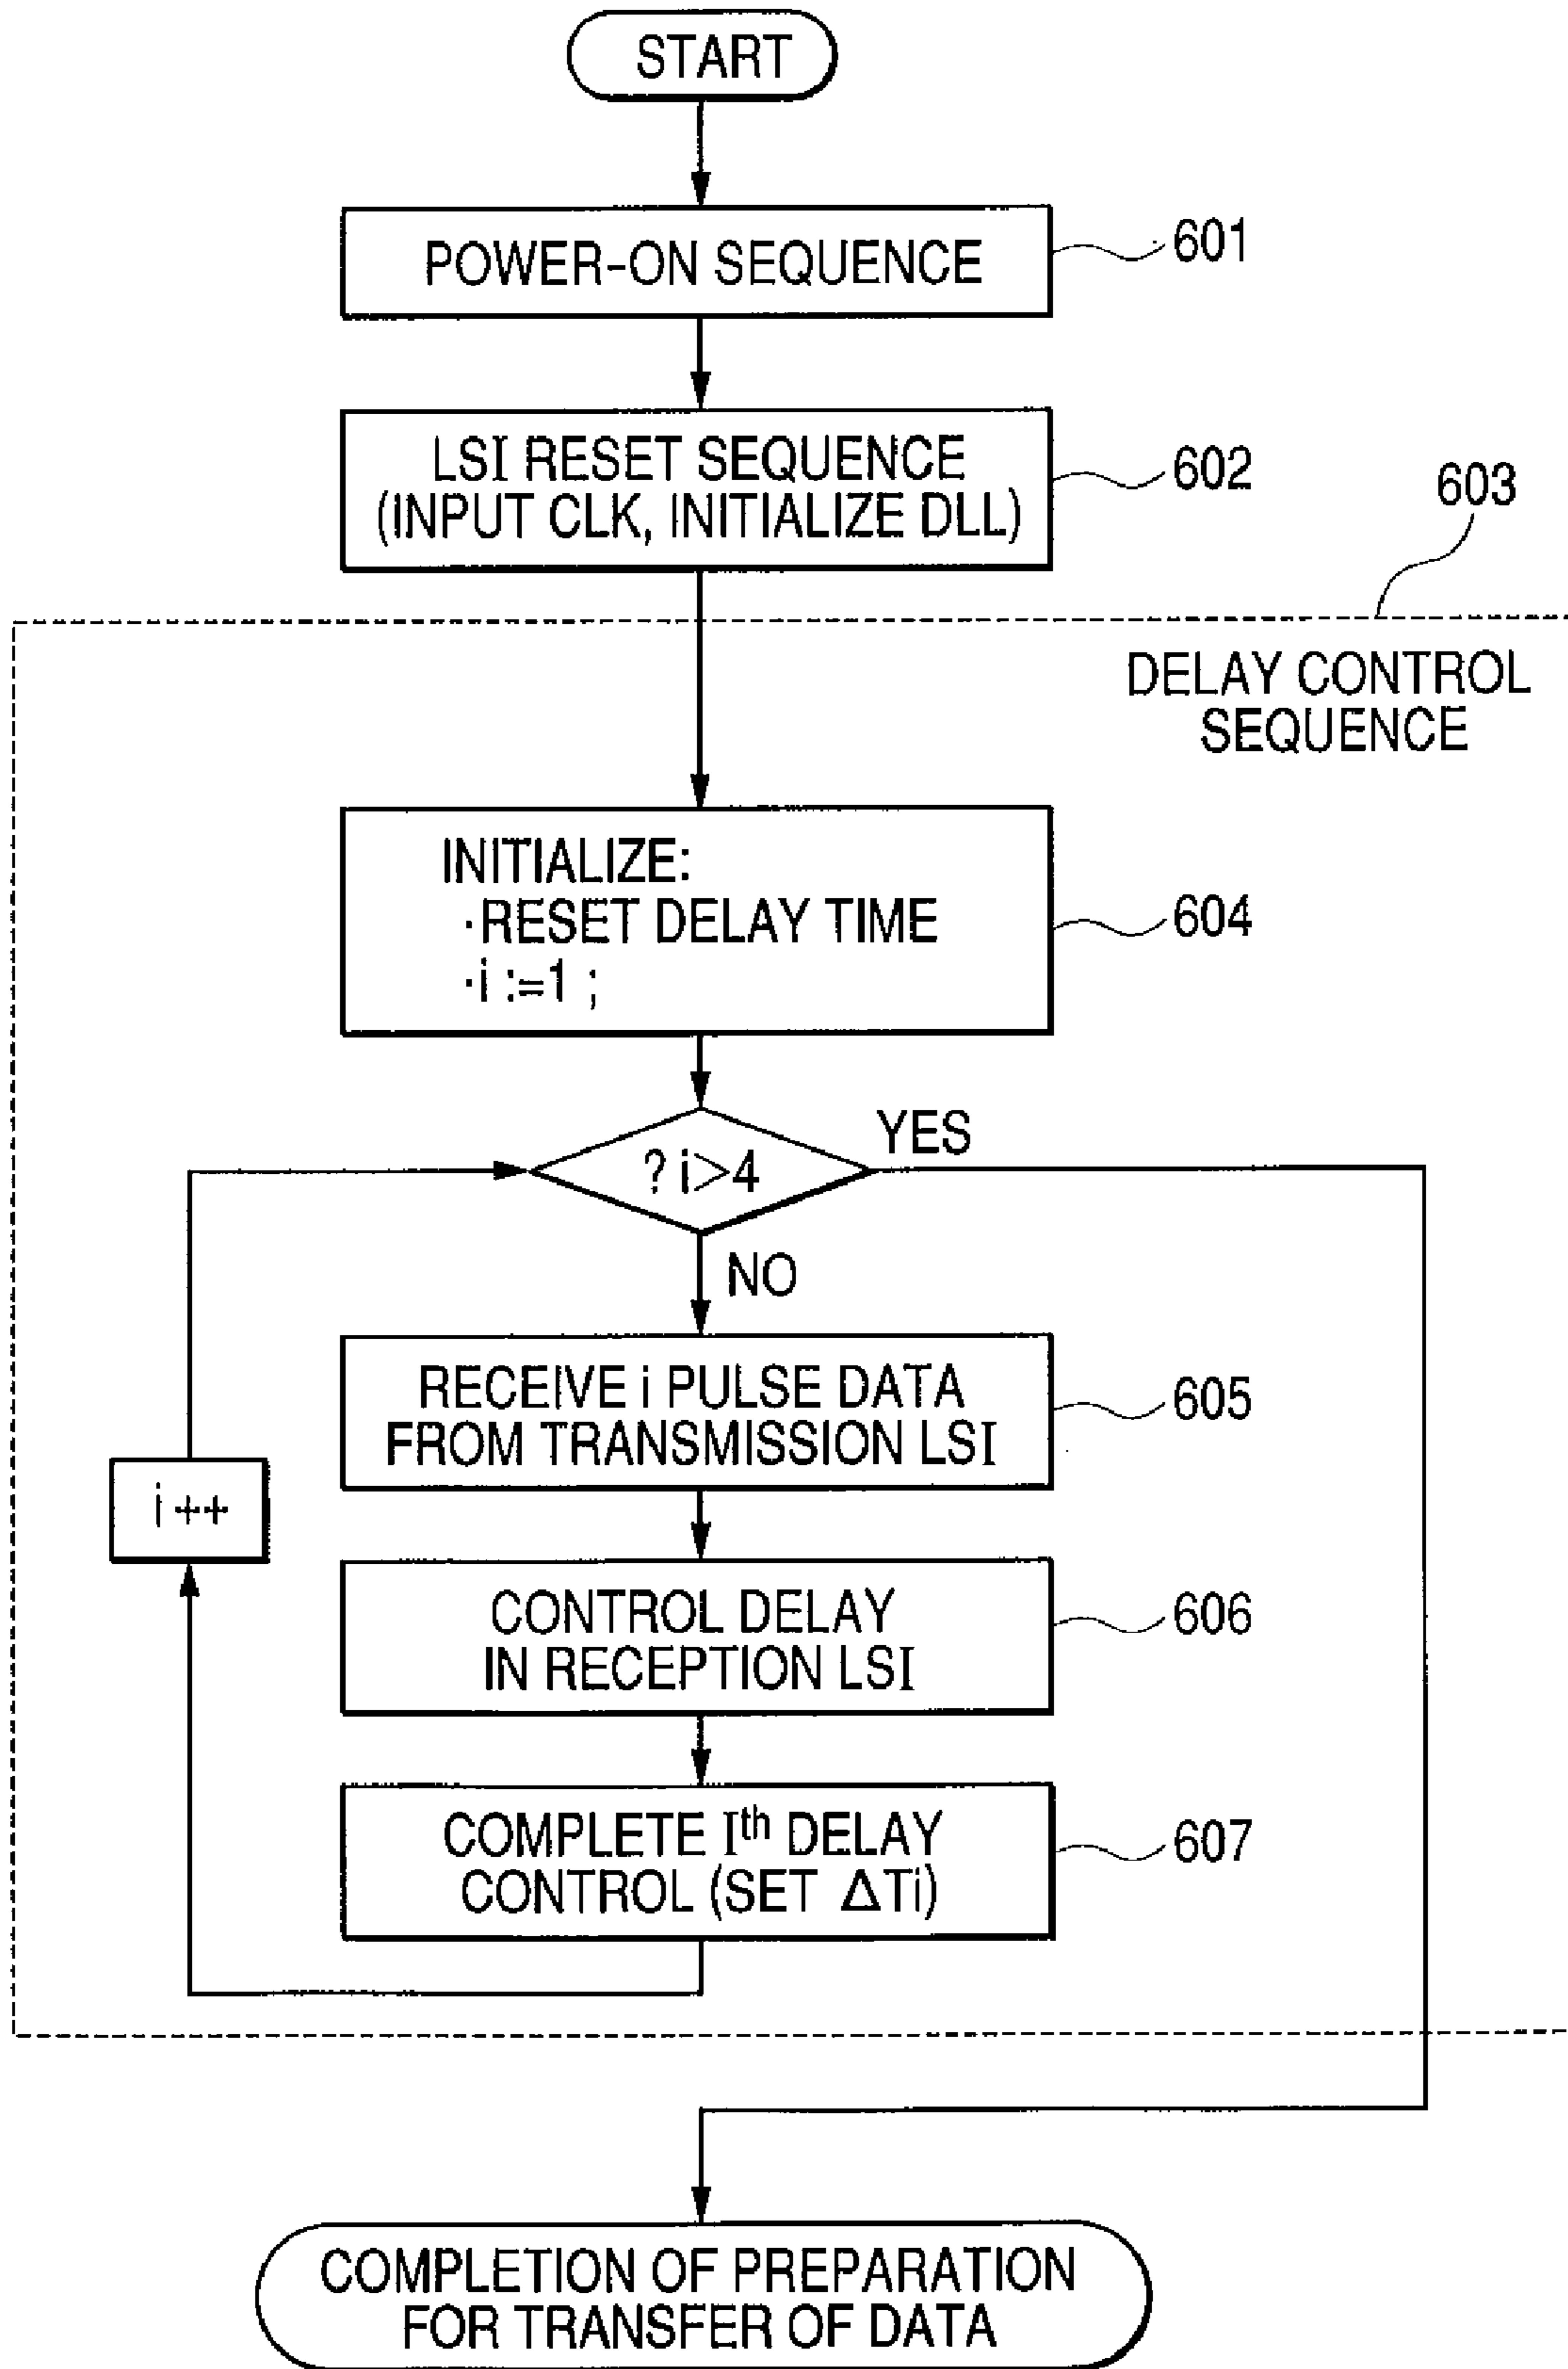 START
POWER-ON SEQUENCE
601
LSI RESET SEQUENCE
(INPUT CLK, INITIALIZE DLL)
602
603
DELAY CONTROL
SEQUENCE
INITIALIZE:
·RESET DELAY TIME
·i :=1 ;
604
? i>4
YES
NO
RECEIVE i PULSE DATA
FROM TRANSMISSION LSI
605
i ++
CONTROL DELAY
IN RECEPTION LSI
606
COMPLETE Ith DELAY
CONTROL (SET ΔTi)
607
COMPLETION OF PREPARATION
FOR TRANSFER OF DATA